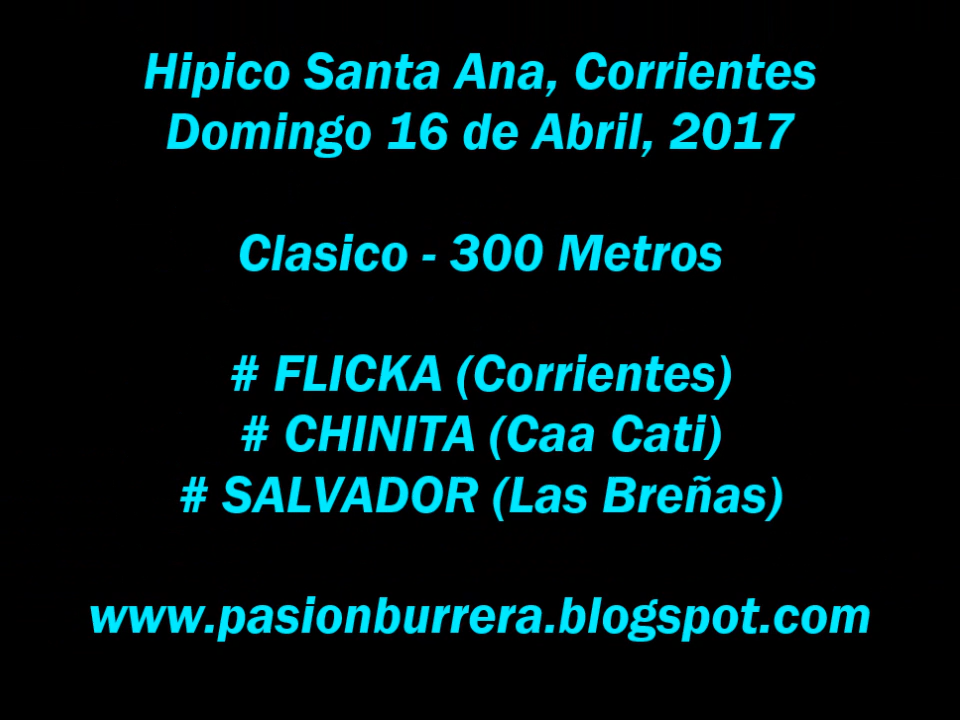 Hipico Santa Ana, Corrientes
Domingo 16 de Abril, 2017
Clasico - 300 Metros
# FLICKA (Corrientes)
# CHINITA (Caa Cati)
# SALVADOR (Las Breñas)
www.pasionburrera.blogspot.com